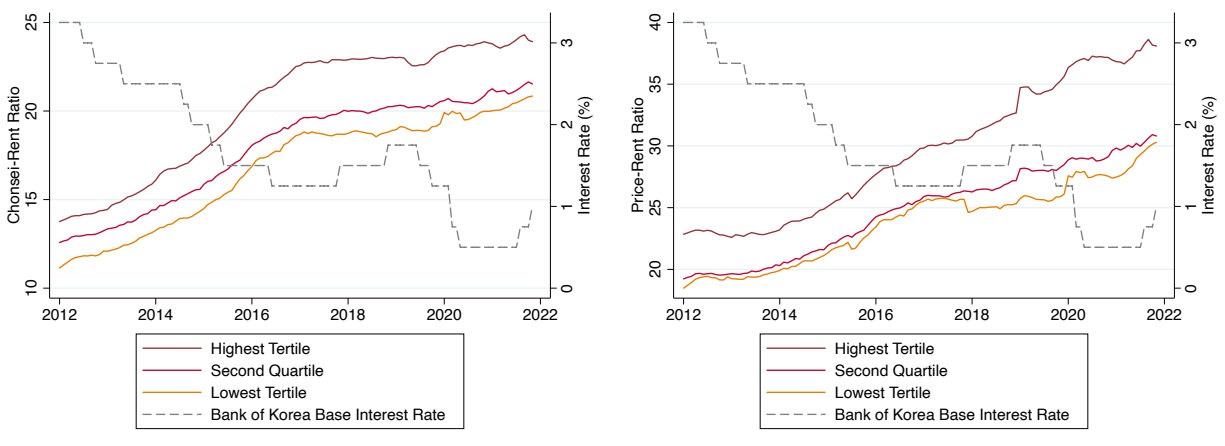 Chonsei-Rent Ratio
25
20
15
10
3
2
1
0
Interest Rate (%)
2012 2014 2016 2018 2020 2022
Highest Tertile
Second Quartile
Lowest Tertile
Bank of Korea Base Interest Rate
Price-Rent Ratio
40
35
30
25
20
3
2
1
0
Interest Rate (%)
2012 2014 2016 2018 2020 2022
Highest Tertile
Second Quartile
Lowest Tertile
Bank of Korea Base Interest Rate